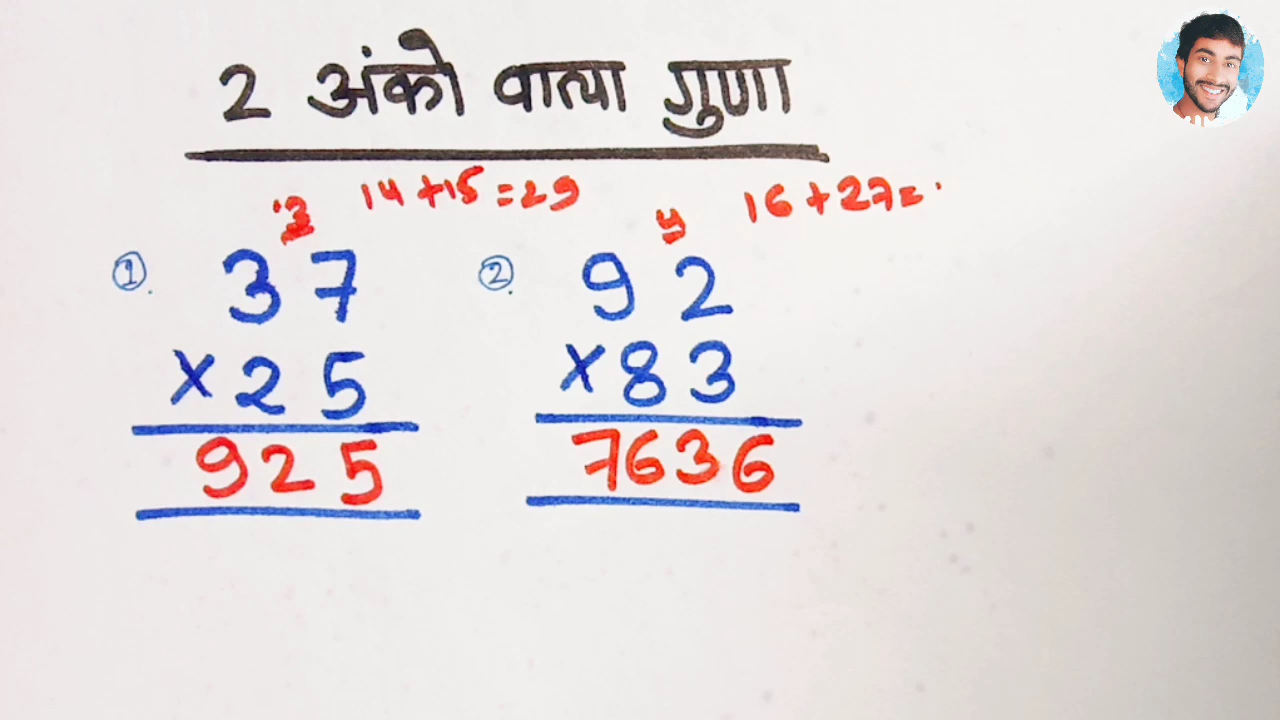 2 अंको वाल्या गुणा
3 14+15=29 4 16+27=
① 37 ② 92
×25 ×83
925 7636